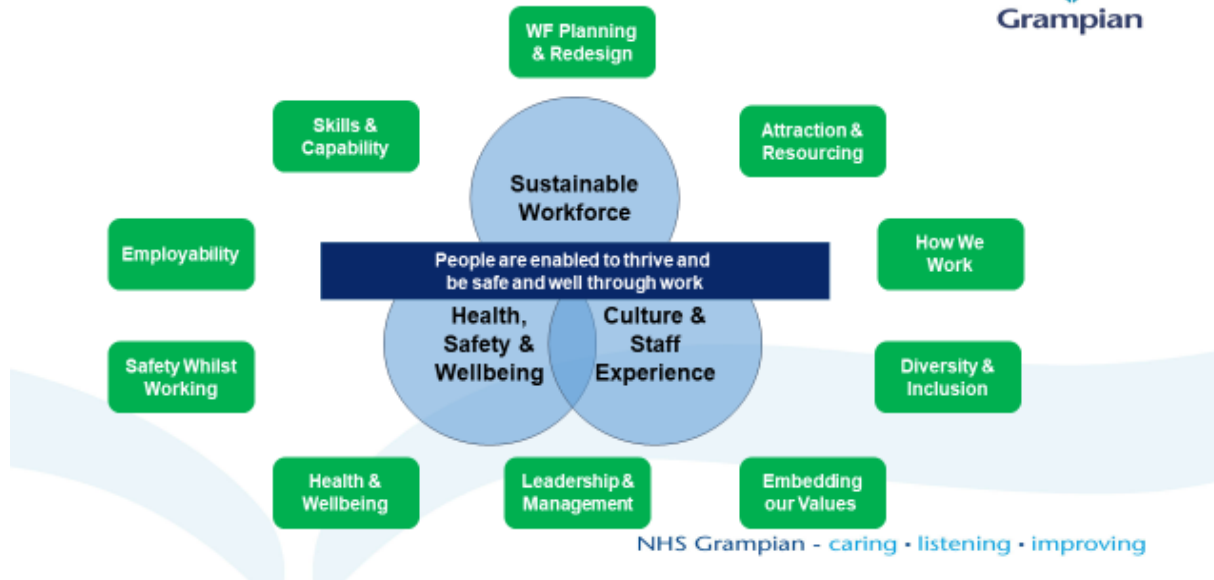 Grampian
WF Planning
& Redesign
Skills &
Capability
Attraction &
Resourcing
Sustainable
Workforce
Employability
How We
Work
People are enabled to thrive and
be safe and well through work
Health,
Safety &
Wellbeing
Culture &
Staff
Experience
Safety Whilst
Working
Diversity &
Inclusion
Health &
Wellbeing
Leadership &
Management
Embedding
our Values
NHS Grampian - caring • listening • improving